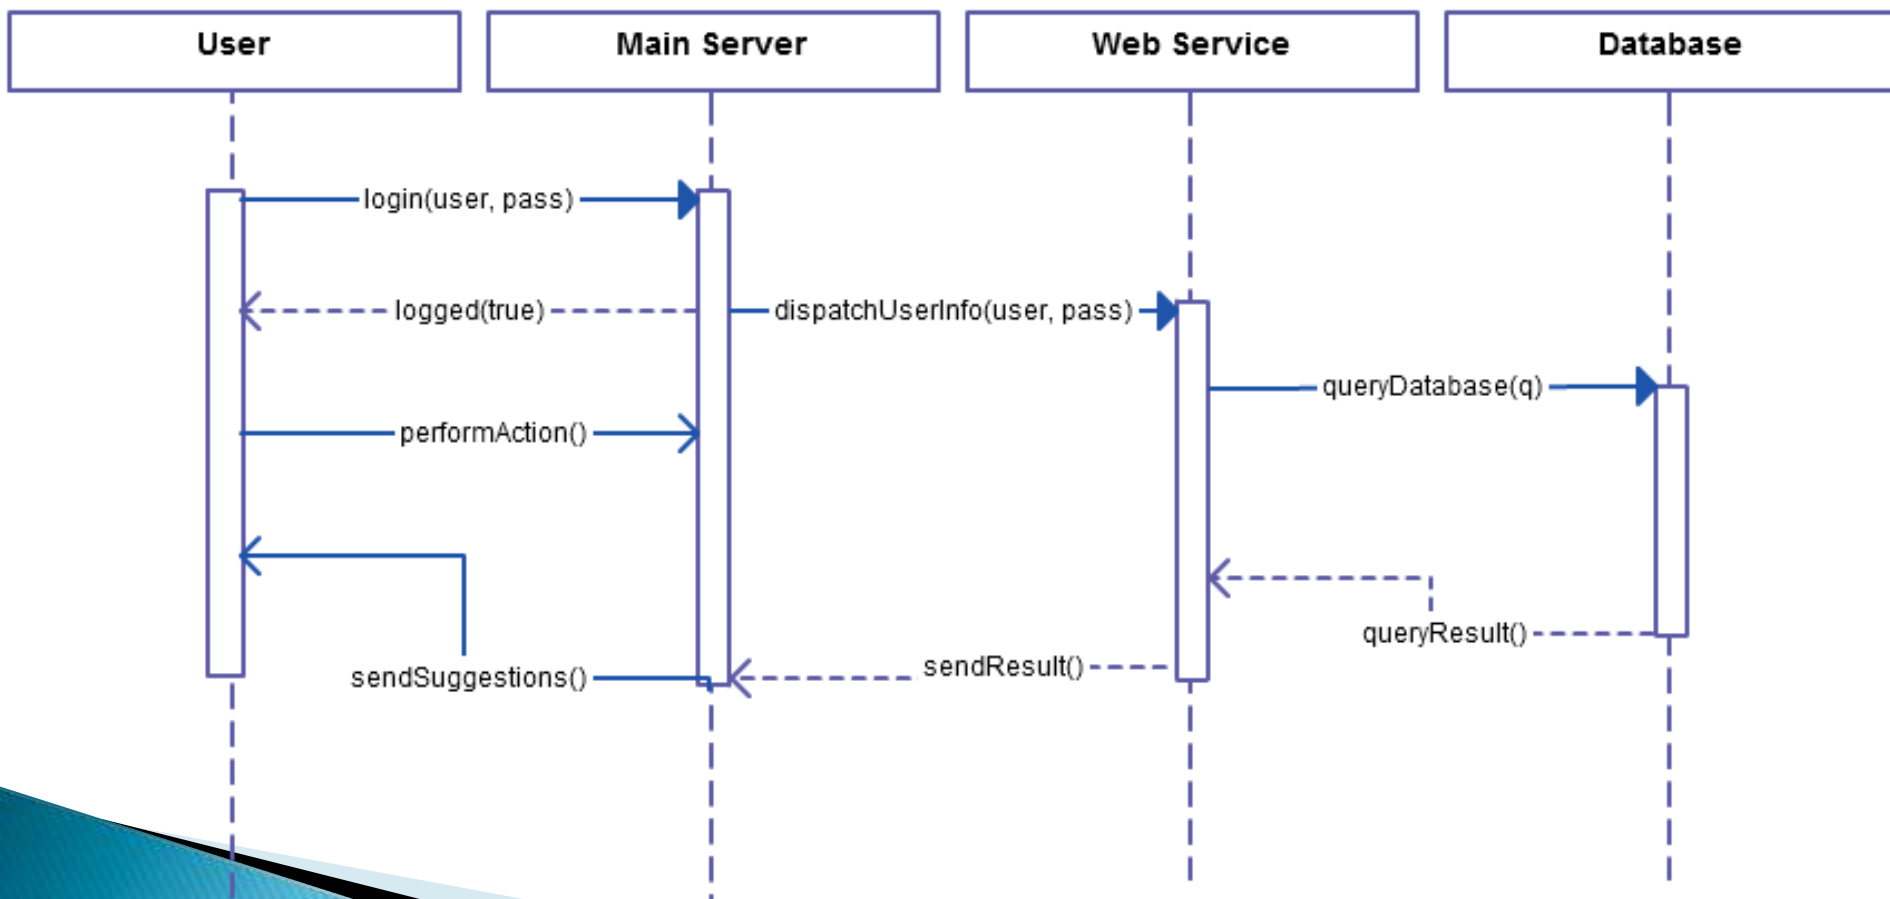 User
Main Server
Web Service
Database
login(user, pass)
logged(true)
dispatchUserInfo(user, pass)
queryDatabase(q)
performAction()
queryResult()
sendResult()
sendSuggestions()